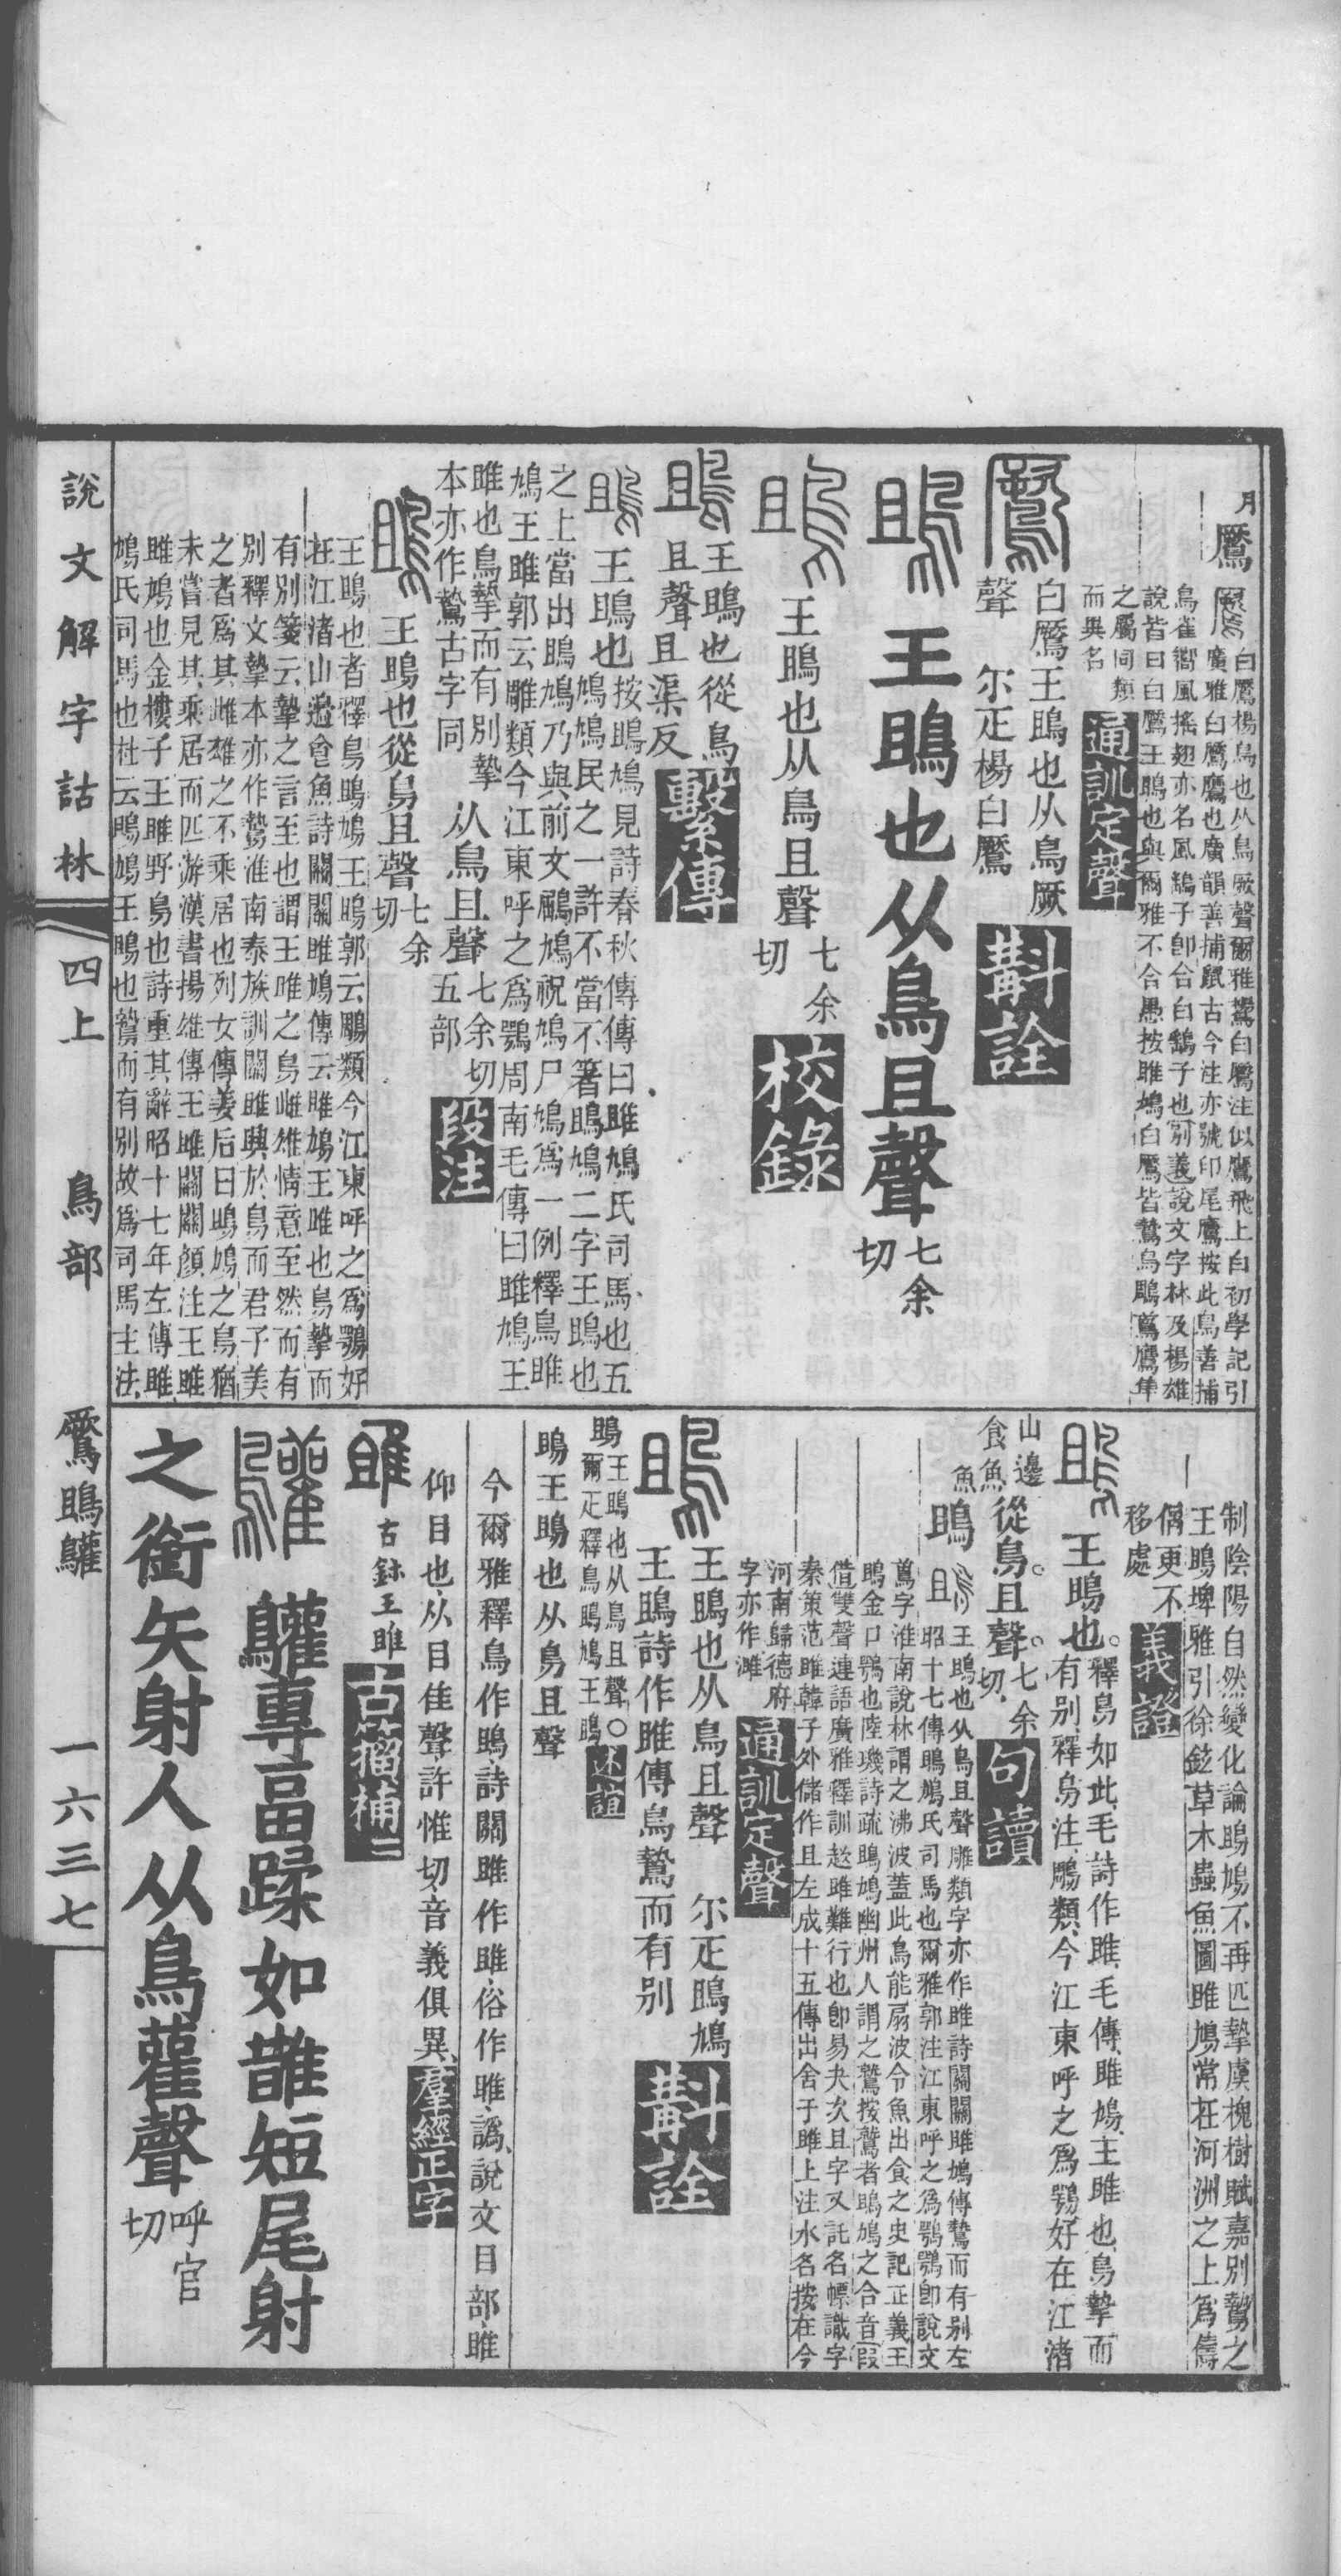 月鷢
白鷢楊鳥也从鳥厥聲爾雅鸉白鷢注似鷹飛上白初學記引
廣雅白鷢鷹也廣韻善捕鼠古今注亦號印尾鷹按此鳥善捕
鳥雀嚮風搖翅亦名風鷂子卽合白鷂子也別義說文字林及楊雄
說皆曰白鷢王鴡也與爾雅不合愚按雎鳩白鷢皆鷙鳥鵰鷹隼
之屬同類
而異名
通訓定聲
白鷢王鴡也从鳥厥
聲 尔疋楊白鷢
斠詮
王鴡也从鳥且聲七余切
王鴡也从鳥且聲七余切
校錄
王鴡也從鳥
且聲且渠反
繫傳
王鴡也按鴡鳩見詩春秋傳傳曰雎鳩氏司馬也五
鳩鳩民之一許不當不箸鴡鳩二字王鴡也
之上當出鴡鳩乃與前文鶌鳩祝鳩尸鳩爲一例釋鳥雎
鳩王雎郭云雕類今江東呼之爲鶚周南毛傳曰雎鳩王
雎也鳥摯而有別摯
本亦作鷙古字同
从鳥且聲七余切五部
段注
王鴡也從鳥且聲七余切
王鴡也者釋鳥鴡鳩王鴡郭云鵰類今江東呼之爲鶚好
在江渚山邊食魚詩關關雎鳩傳云雎鳩王雎也鳥摯而
有別箋云摯之言至也謂王雎之鳥雌雄情意至然而有
別釋文摯本亦作鷙淮南泰族訓關雎興於鳥而君子美
之者爲其雌雄之不乘居也列女傳姜后曰鴡鳩之鳥猶
未嘗見其乘居而匹游漢書揚雄傳王雎關關顏注王雎
雎鳩也金樓子王雎野鳥也詩重其辭昭十七年左傳雎
鳩氏司馬也杜云鴡鳩王鴡也鷙而有別故爲司馬主法
制陰陽自然變化論鴡鳩不再匹摯虞槐樹賦嘉別鷙之
王鴡埤雅引徐鉉草木蟲魚圖雎鳩常在河洲之上爲儔
偶更不
移處
義證
王鴡也。釋鳥如此毛詩作雎毛傳雎鳩王雎也鳥摯而
有別釋鳥注鵰類今江東呼之爲鶚好在江渚
山邊
食魚
從鳥。且聲。七余切
句讀
魚鴡
王鴡也从鳥且聲雕類字亦作雎詩關關雎鳩傳鷙而有別左
昭十七傳鴡鳩氏司馬也爾雅郭注江東呼之爲鶚鶚卽說文
鷻字淮南說林謂之沸波蓋此鳥能扇波令魚出食之史記正義王
鴡金口鶚也陸璣詩疏鴡鳩幽州人謂之鷲按鷲者鴡鳩之合音叚
借雙聲連語廣雅釋訓趑雎難行也卽易夬次且字又託名幖識字
秦策范雎韓子外儲作且左成十五傳出舍于雎上注水名按在今
河南歸德府
字亦作濉
通訓定聲
王鴡也从鳥且聲 尔疋鴡鳩
王鴡詩作雎傳鳥鷙而有別
斠詮
鴡王鴡也从鳥且聲○
爾疋釋鳥鴡鳩王鴡
述誼
鴡王鴡也从鳥且聲
今爾雅釋鳥作鴡詩關雎作雎俗作睢譌說文目部睢
仰目也从目隹聲許惟切音義俱異
羣經正字
古鉨王雎
古籀補二
鸛專畐蹂如䧿短尾射
之銜矢射人从鳥雚聲呼官切
說文解字詁林 四上 鳥部 鷢鴡鸛 一六三七